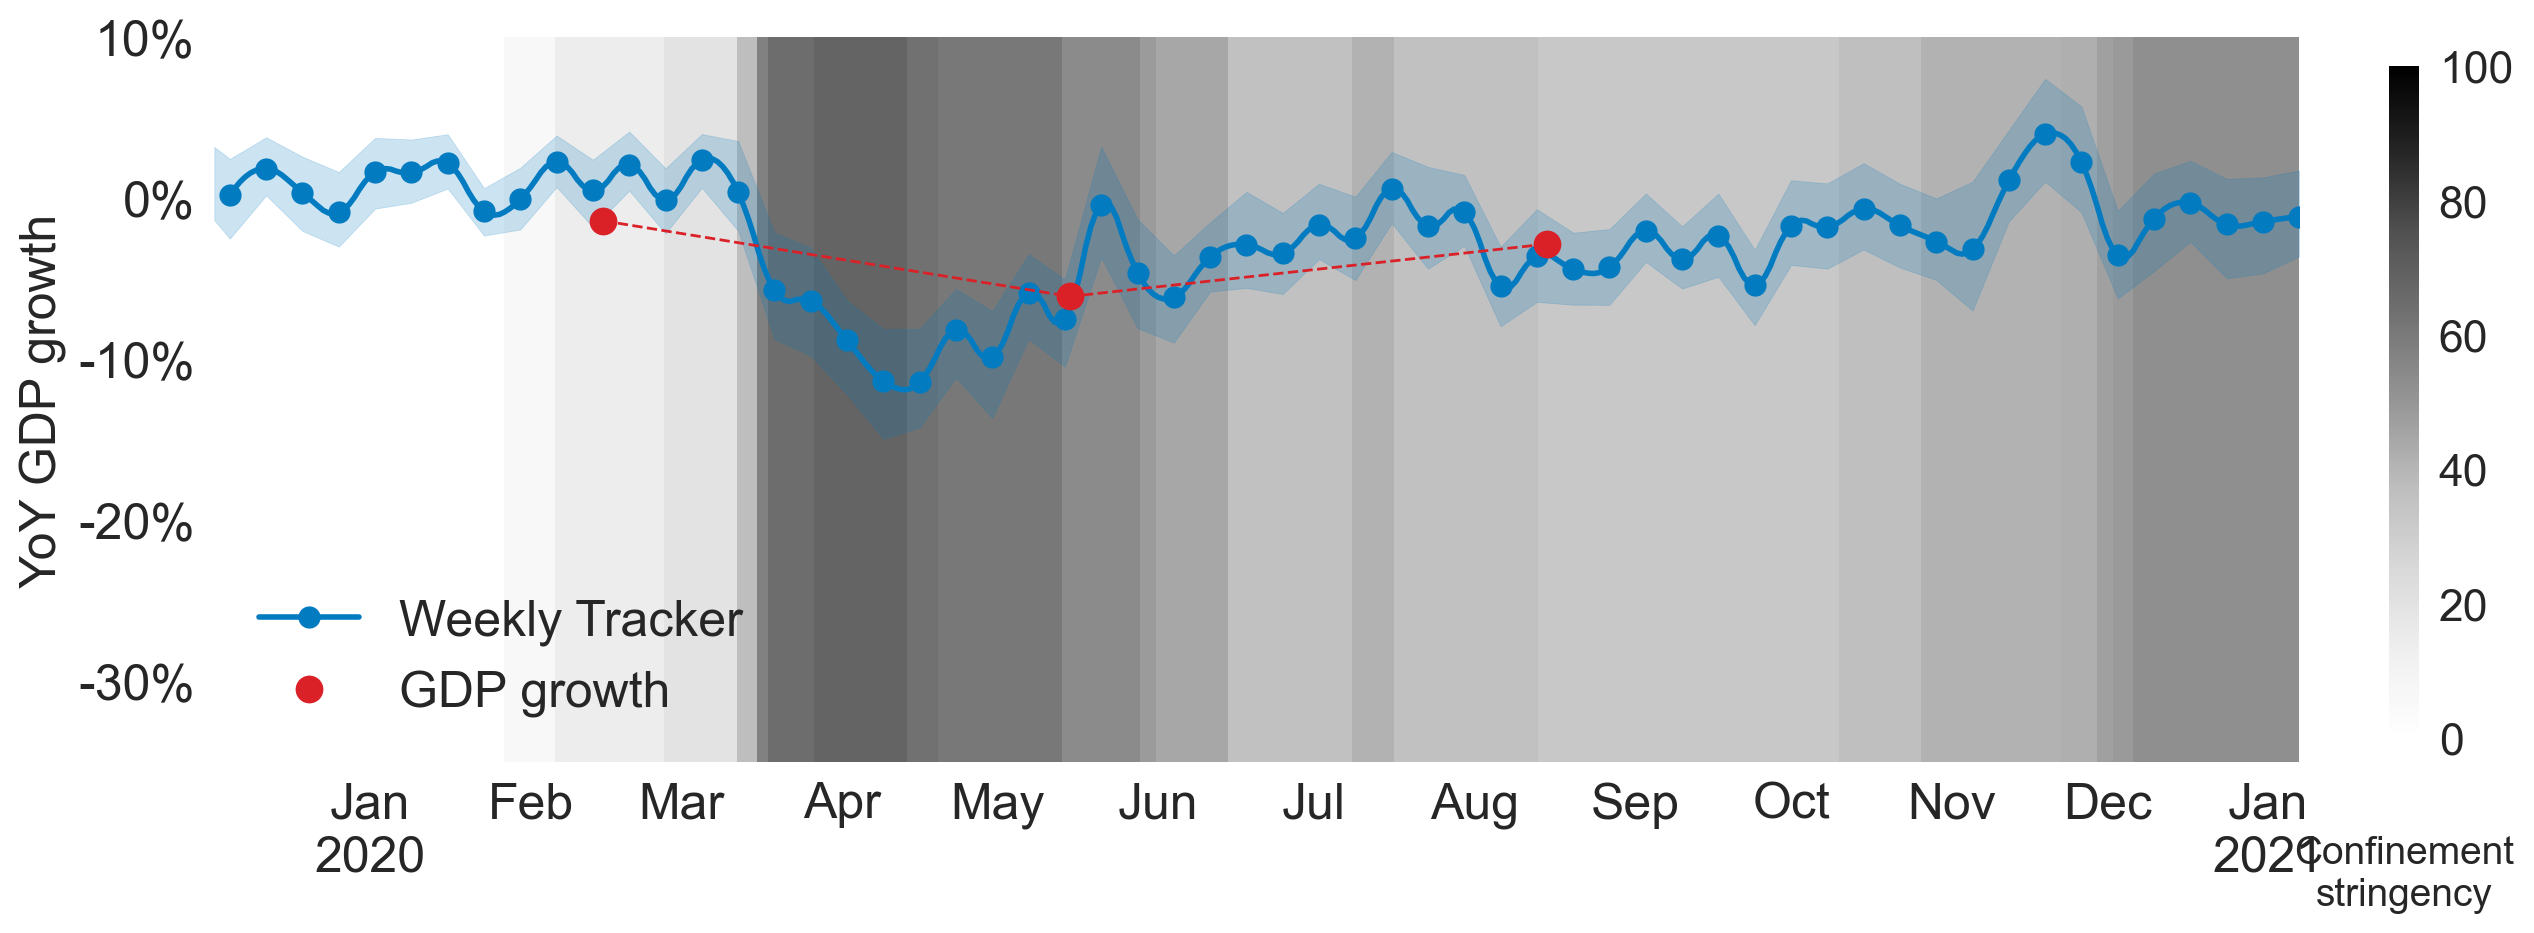 10%
0%
-10%
-20%
-30%
YoY GDP growth
Weekly Tracker
GDP growth
Jan Feb Mar Apr May Jun Jul Aug Sep Oct Nov Dec Jan
2020 2021
100
80
60
40
20
0
Confinement
stringency